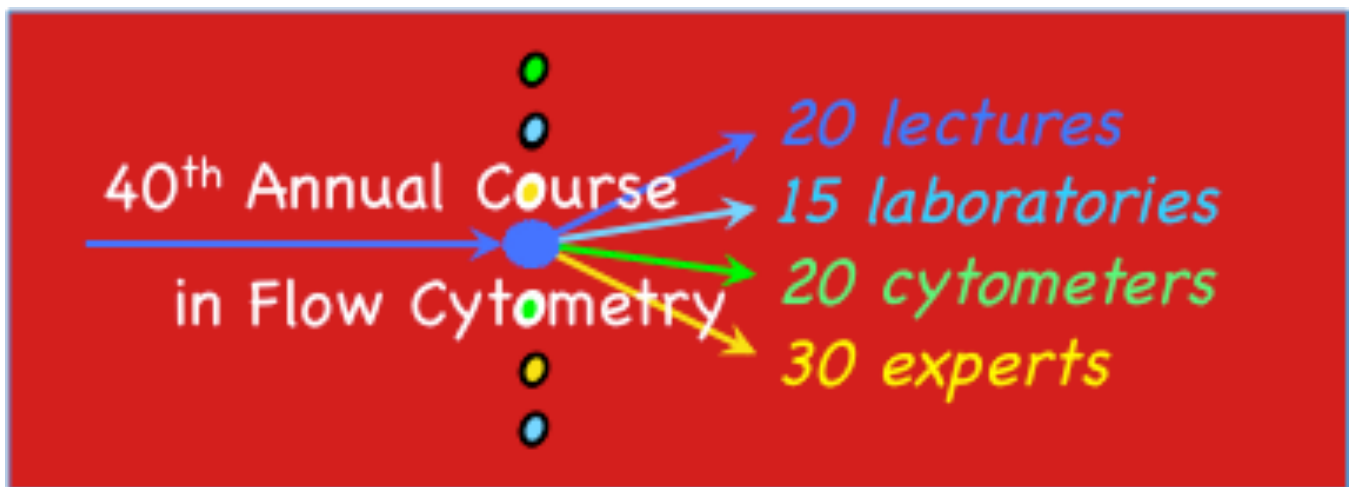 40th Annual Course
in Flow Cytometry
20 lectures
15 laboratories
20 cytometers
30 experts